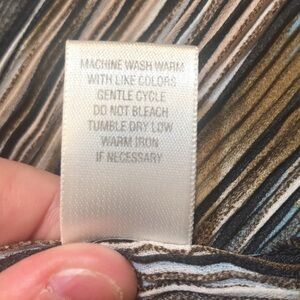 MACHINE WASH WARM
WITH LIKE COLORS
GENTLE CYCLE
DO NOT BLEACH
TUMBLE DRY LOW
WARM IRON
IF NECESSARY